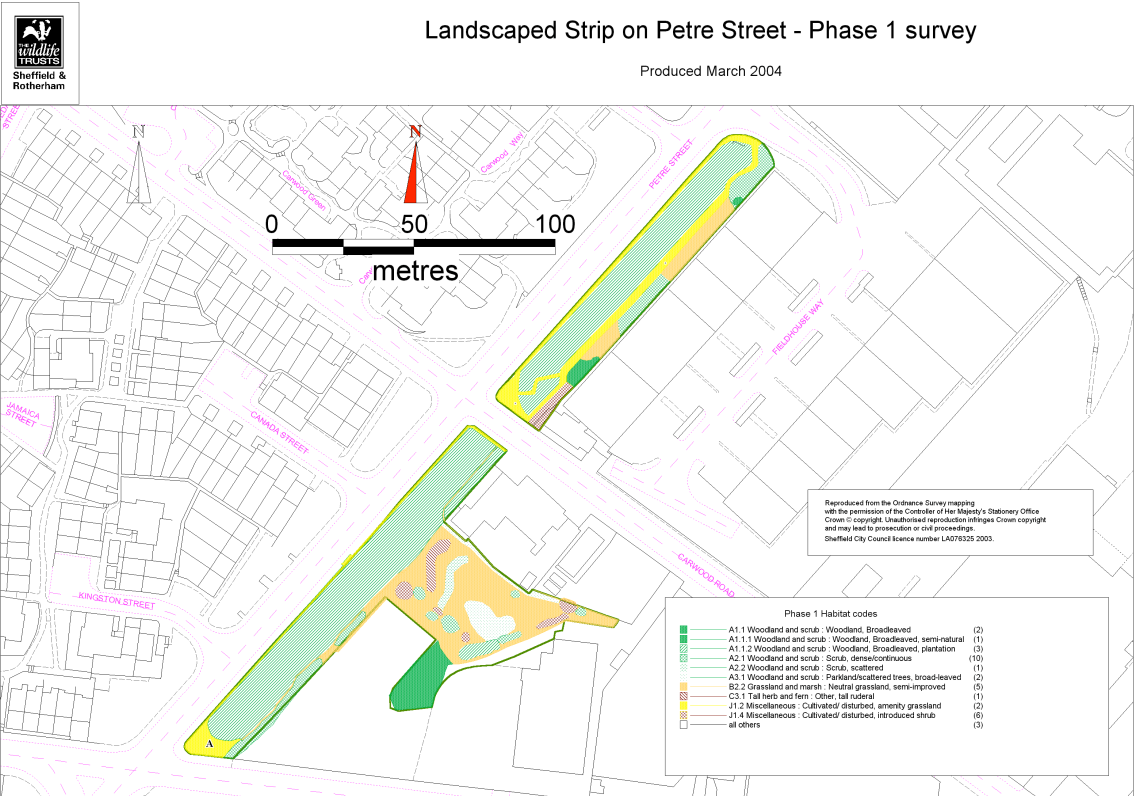 Landscaped Strip on Petre Street - Phase 1 survey
Produced March 2004
THE
wildlife
TRUSTS
Sheffield &
Rotherham
STREET
N
N
Carwood Green
Carwood Way
PETRE STREET
0 50 100
metres
FIELDHOUSE WAY
JAMAICA
STREET
CANADA STREET
KINGSTON STREET
CARWOOD ROAD
A
Reproduced from the Ordnance Survey mapping
with the permission of the Controller of Her Majesty's Stationery Office
Crown © copyright. Unauthorised reproduction infringes Crown copyright
and may lead to prosecution or civil proceedings.
Sheffield City Council licence number LA076325 2003.
Phase 1 Habitat codes
A1.1 Woodland and scrub : Woodland, Broadleaved (2)
A1.1.1 Woodland and scrub : Woodland, Broadleaved, semi-natural (1)
A1.1.2 Woodland and scrub : Woodland, Broadleaved, plantation (3)
A2.1 Woodland and scrub : Scrub, dense/continuous (10)
A2.2 Woodland and scrub : Scrub, scattered (1)
A3.1 Woodland and scrub : Parkland/scattered trees, broad-leaved (2)
B2.2 Grassland and marsh : Neutral grassland, semi-improved (5)
C3.1 Tall herb and fern : Other, tall ruderal (1)
J1.2 Miscellaneous : Cultivated/ disturbed, amenity grassland (2)
J1.4 Miscellaneous : Cultivated/ disturbed, introduced shrub (6)
all others (3)